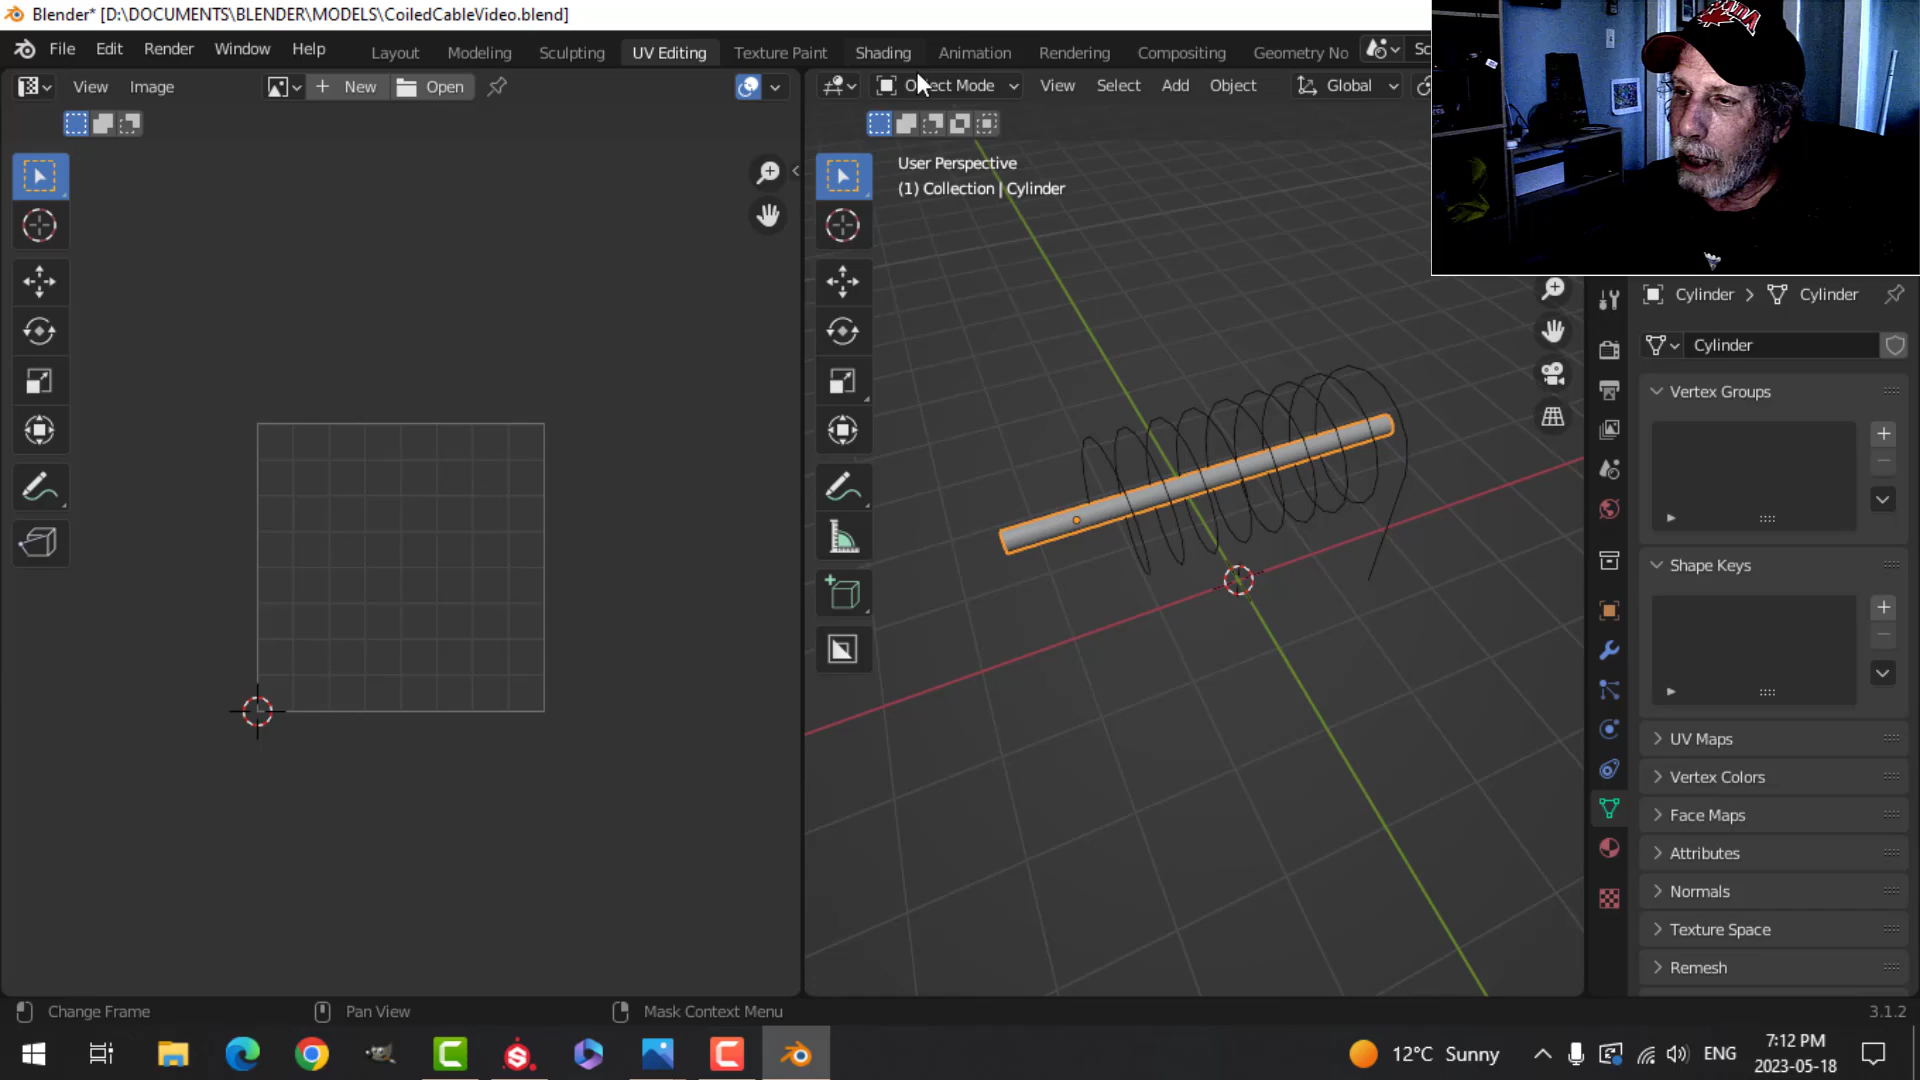 Blender* [D:\DOCUMENTS\BLENDER\MODELS\CoiledCableVideo.blend]
File Edit Render Window Help Layout Modeling Sculpting UV Editing Texture Paint Shading Animation Rendering Compositing Geometry No Sc
View Image New Open Object Mode View Select Add Object Global
User Perspective
(1) Collection | Cylinder
Cylinder Cylinder
Cylinder
Vertex Groups
Shape Keys
UV Maps
Vertex Colors
Face Maps
Attributes
Normals
Texture Space
Remesh
Change Frame Pan View Mask Context Menu 3.1.2
12°C Sunny ENG 7:12 PM
2023-05-18